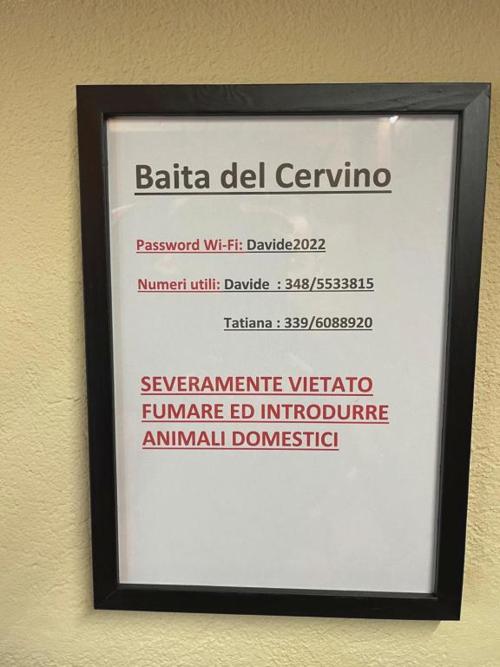 Baita del Cervino
Password Wi-Fi: Davide2022
Numeri utili: Davide : 348/5533815
Tatiana : 339/6088920
SEVERAMENTE VIETATO
FUMARE ED INTRODURRE
ANIMALI DOMESTICI